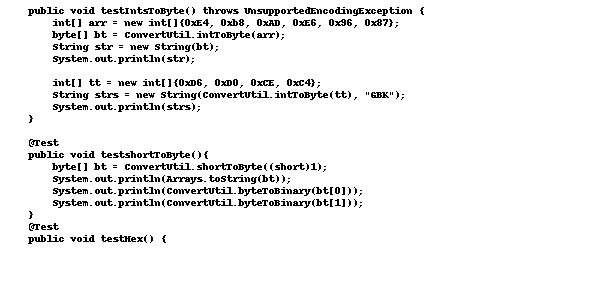 public void testIntsToByte() throws UnsupportedEncodingException {
int[] arr = new int[]{0xE4, 0xb8, 0xAD, 0xE6, 0x96, 0x87};
byte[] bt = ConvertUtil.intToByte(arr);
String str = new String(bt);
System.out.println(str);
int[] tt = new int[]{0xD6, 0xD0, 0xCE, 0xC4};
String strs = new String(ConvertUtil.intToByte(tt), "GBK");
System.out.println(strs);
}
@Test
public void testshortToByte(){
byte[] bt = ConvertUtil.shortToByte((short)1);
System.out.println(Arrays.toString(bt));
System.out.println(ConvertUtil.byteToBinary(bt[0]));
System.out.println(ConvertUtil.byteToBinary(bt[1]));
}
@Test
public void testHex() {